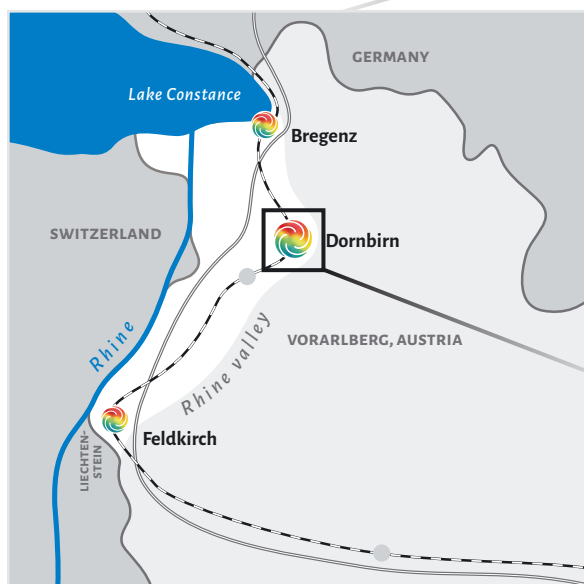 GERMANY
Lake Constance
Bregenz
SWITZERLAND
Dornbirn
Rhine
VORARLBERG, AUSTRIA
Rhine valley
Feldkirch
LIECHTEN-
STEIN